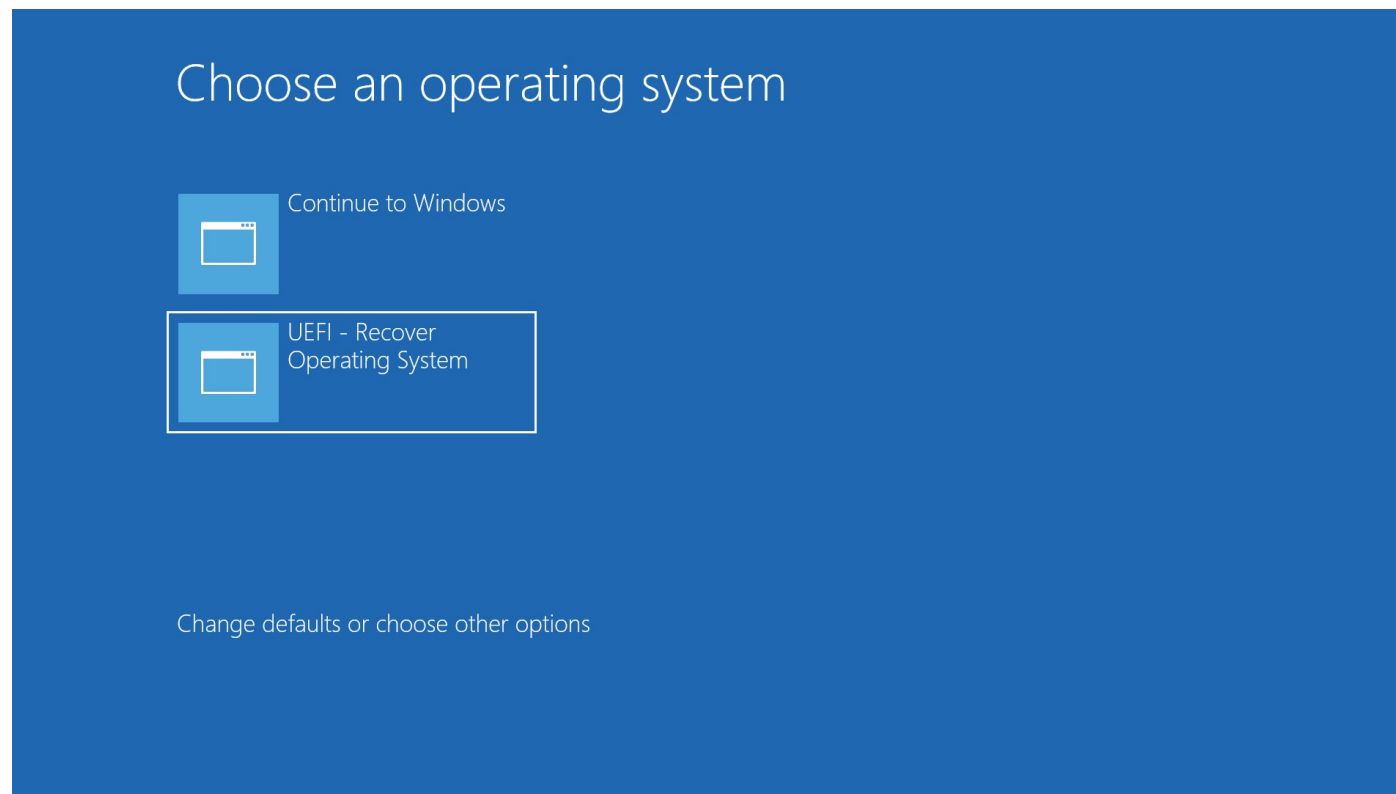 Choose an operating system
Continue to Windows
UEFI - Recover
Operating System
Change defaults or choose other options